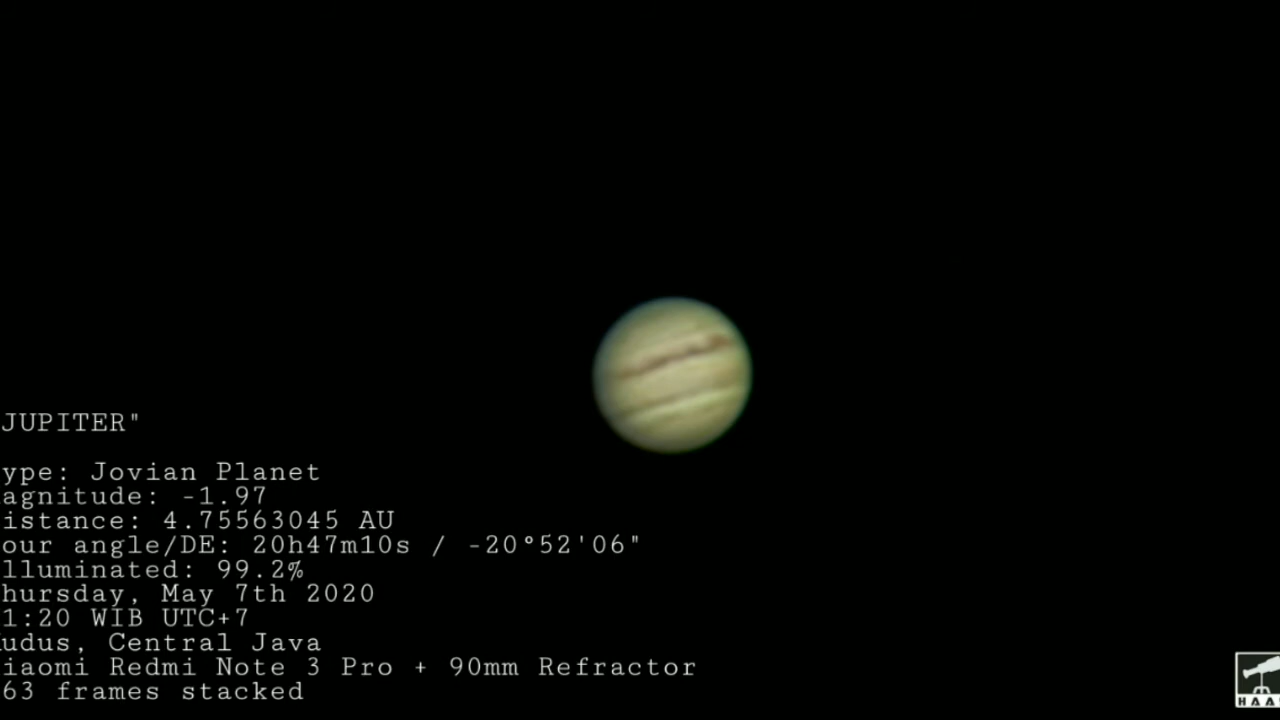 JUPITER"
ype: Jovian Planet
agnitude: -1.97
istance: 4.75563045 AU
our angle/DE: 20h47m10s / -20°52'06"
lluminated: 99.2%
hursday, May 7th 2020
1:20 WIB UTC+7
udus, Central Java
iaomi Redmi Note 3 Pro + 90mm Refractor
63 frames stacked
HAA